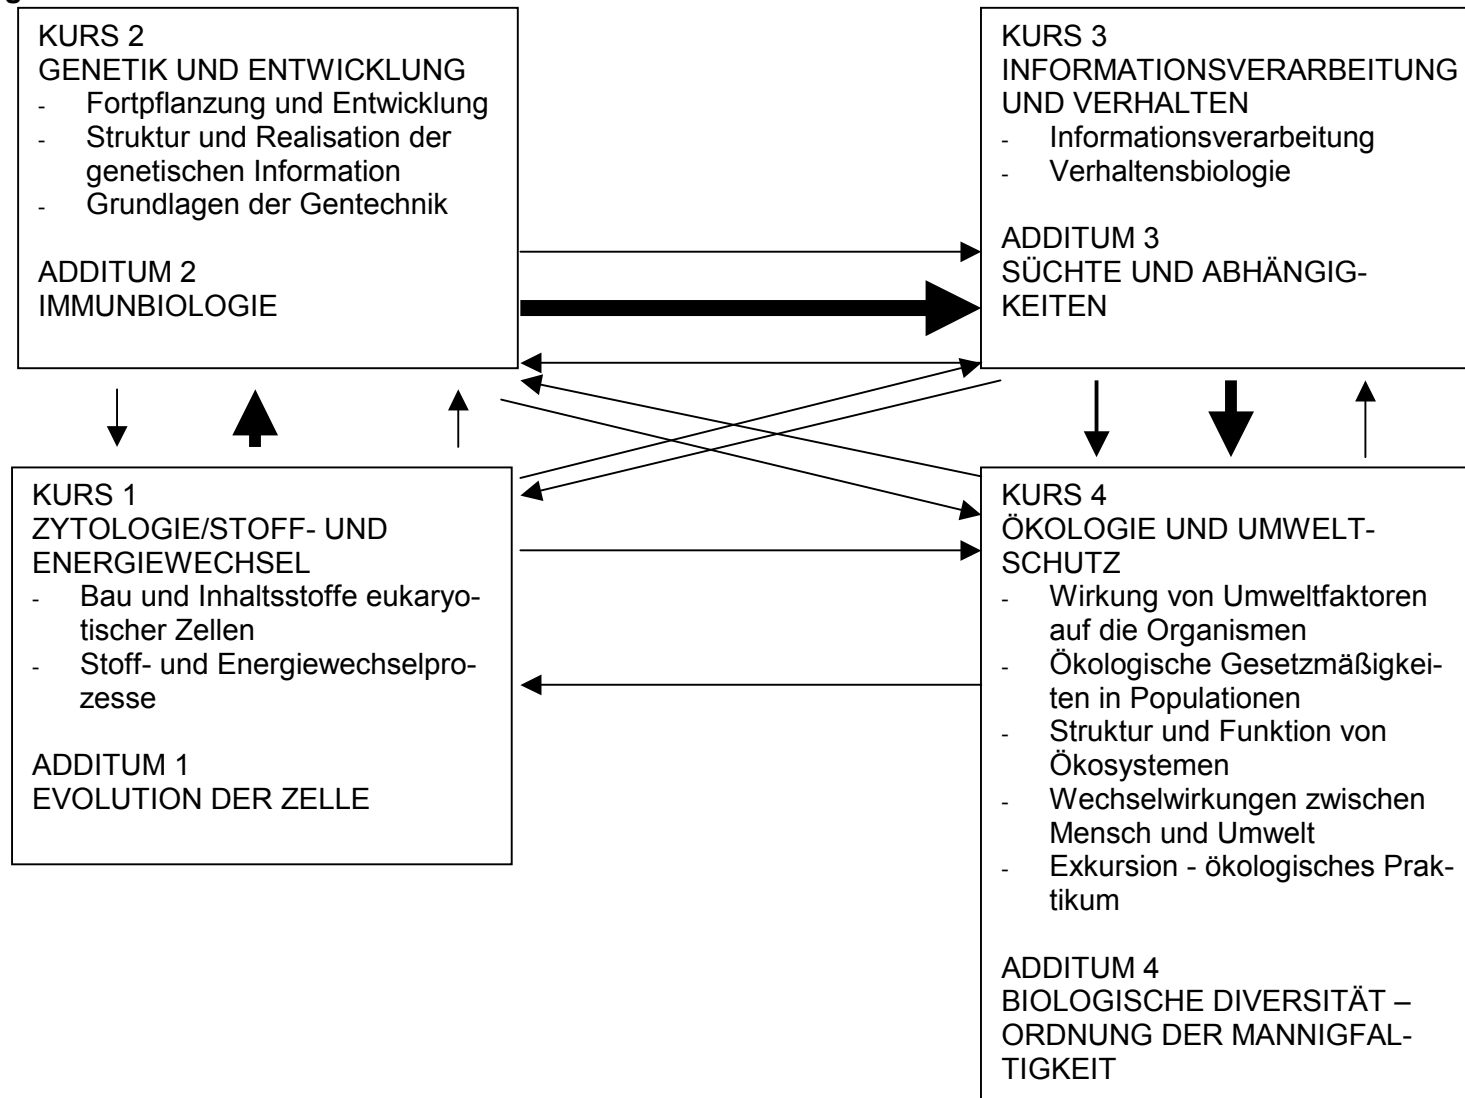 g
KURS 2
GENETIK UND ENTWICKLUNG
- Fortpflanzung und Entwicklung
- Struktur und Realisation der
genetischen Information
- Grundlagen der Gentechnik
ADDITUM 2
IMMUNBIOLOGIE
KURS 3
INFORMATIONSVERARBEITUNG
UND VERHALTEN
- Informationsverarbeitung
- Verhaltensbiologie
ADDITUM 3
SÜCHTE UND ABHÄNGIG-
KEITEN
KURS 1
ZYTOLOGIE/STOFF- UND
ENERGIEWECHSEL
- Bau und Inhaltsstoffe eukaryo-
tischer Zellen
- Stoff- und Energiewechselpro-
zesse
ADDITUM 1
EVOLUTION DER ZELLE
KURS 4
ÖKOLOGIE UND UMWELT-
SCHUTZ
- Wirkung von Umweltfaktoren
auf die Organismen
- Ökologische Gesetzmäßigkei-
ten in Populationen
- Struktur und Funktion von
Ökosystemen
- Wechselwirkungen zwischen
Mensch und Umwelt
- Exkursion - ökologisches Prak-
tikum
ADDITUM 4
BIOLOGISCHE DIVERSITÄT –
ORDNUNG DER MANNIGFAL-
TIGKEIT